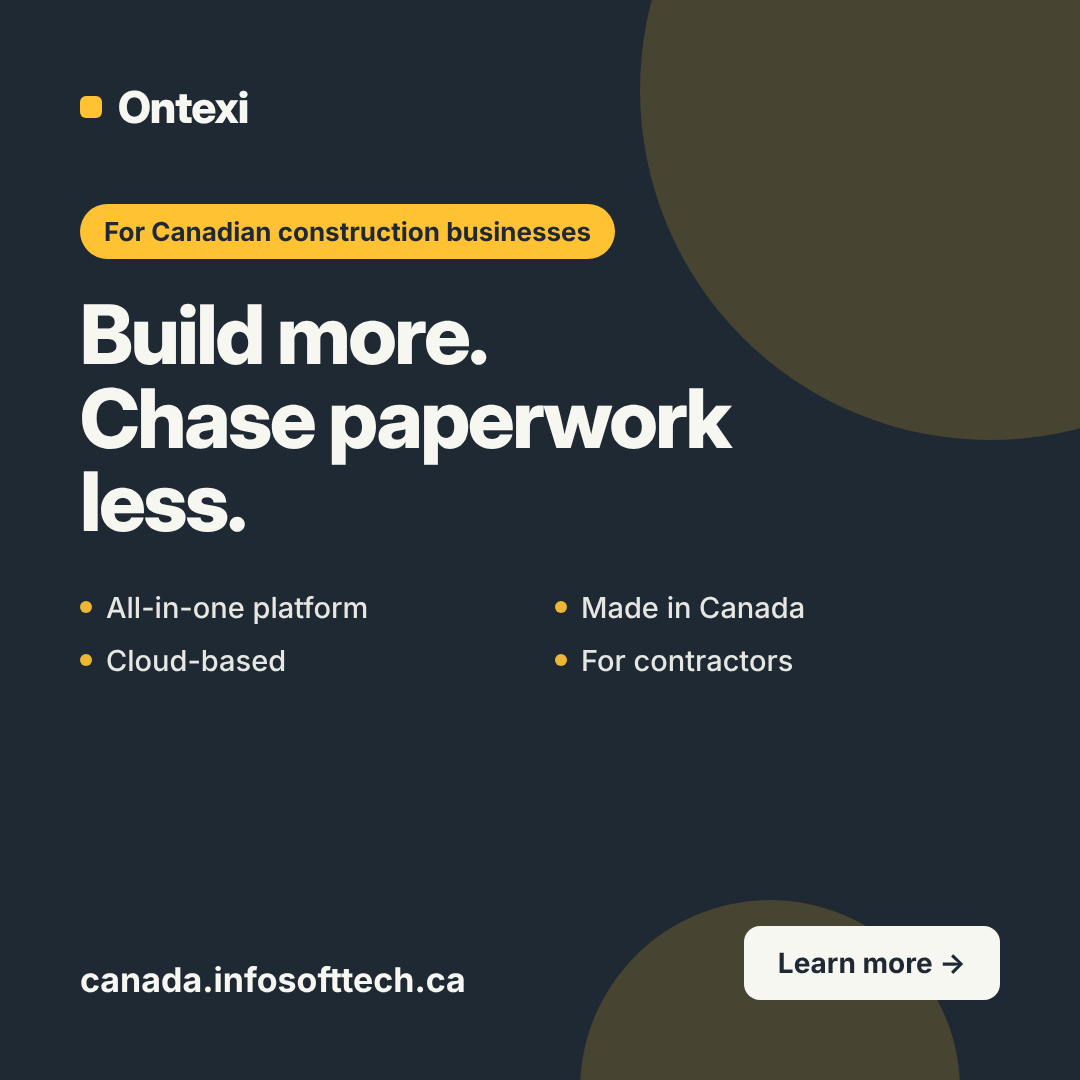 Ontexi
For Canadian construction businesses
Build more.
Chase paperwork
less.
All-in-one platform
Made in Canada
Cloud-based
For contractors
canada.infosofttech.ca
Learn more →